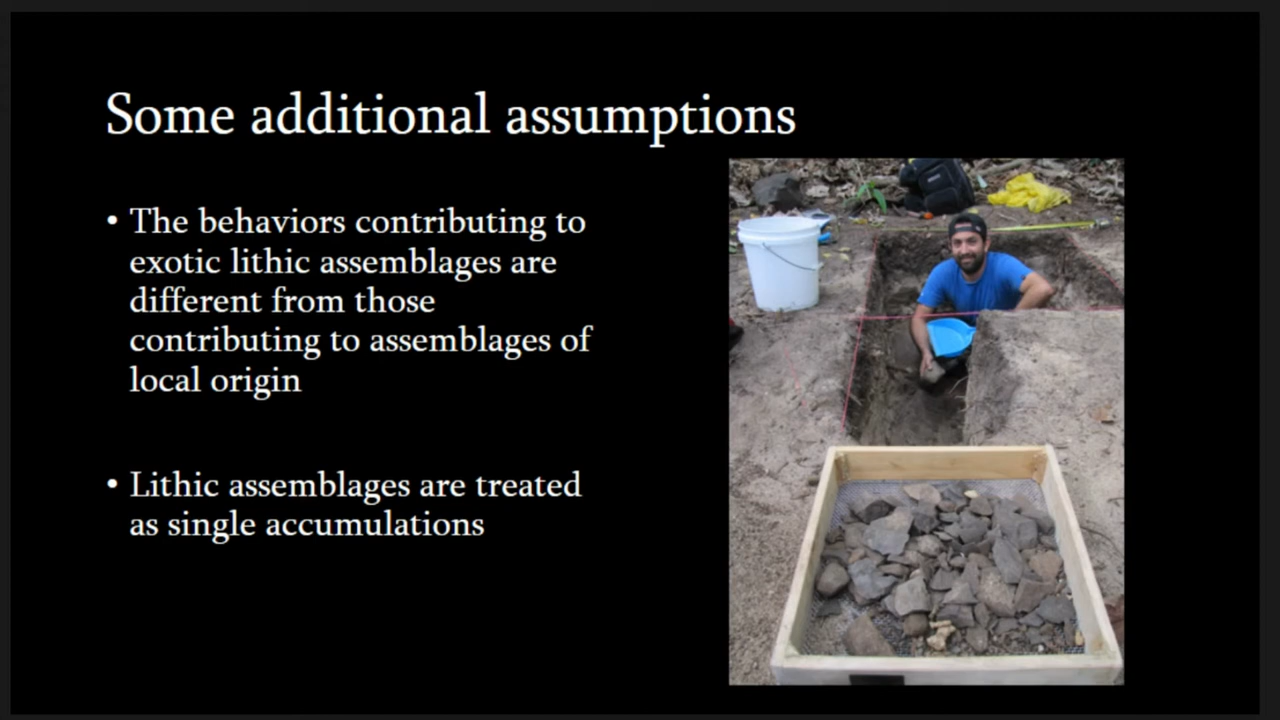 Some additional assumptions
• The behaviors contributing to
exotic lithic assemblages are
different from those
contributing to assemblages of
local origin
• Lithic assemblages are treated
as single accumulations